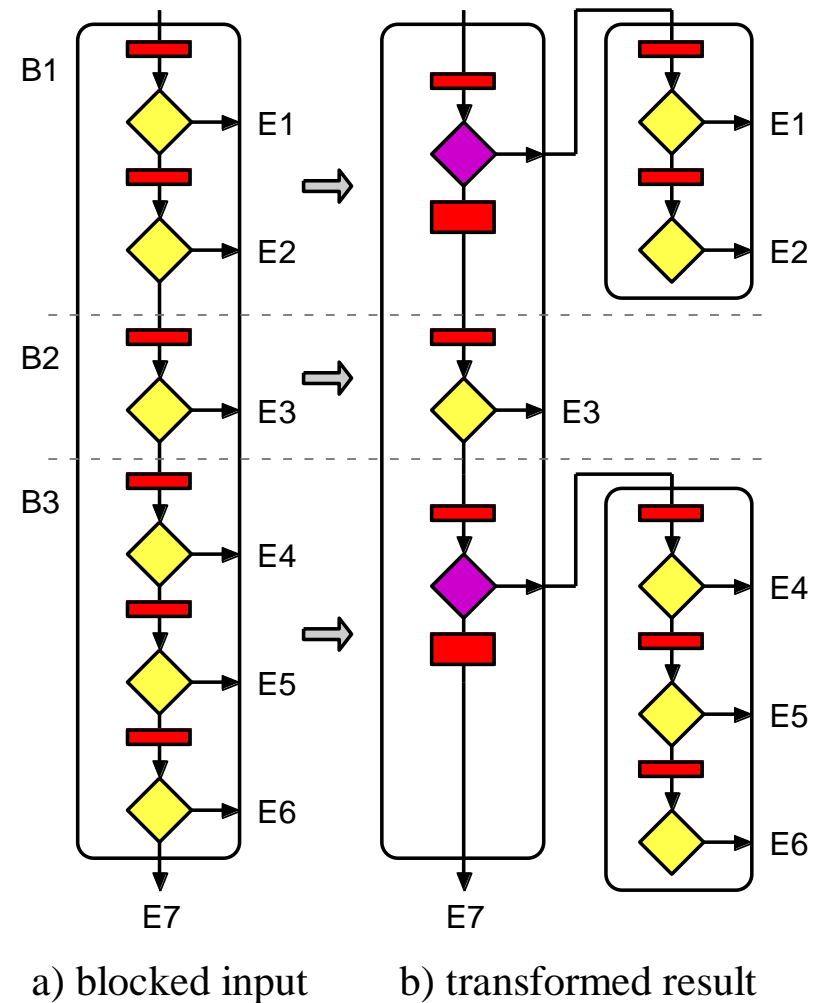 B1
E1
E1
E2
E2
B2
E3
E3
B3
E4
E4
E5
E5
E6
E6
E7
E7
a) blocked input
b) transformed result